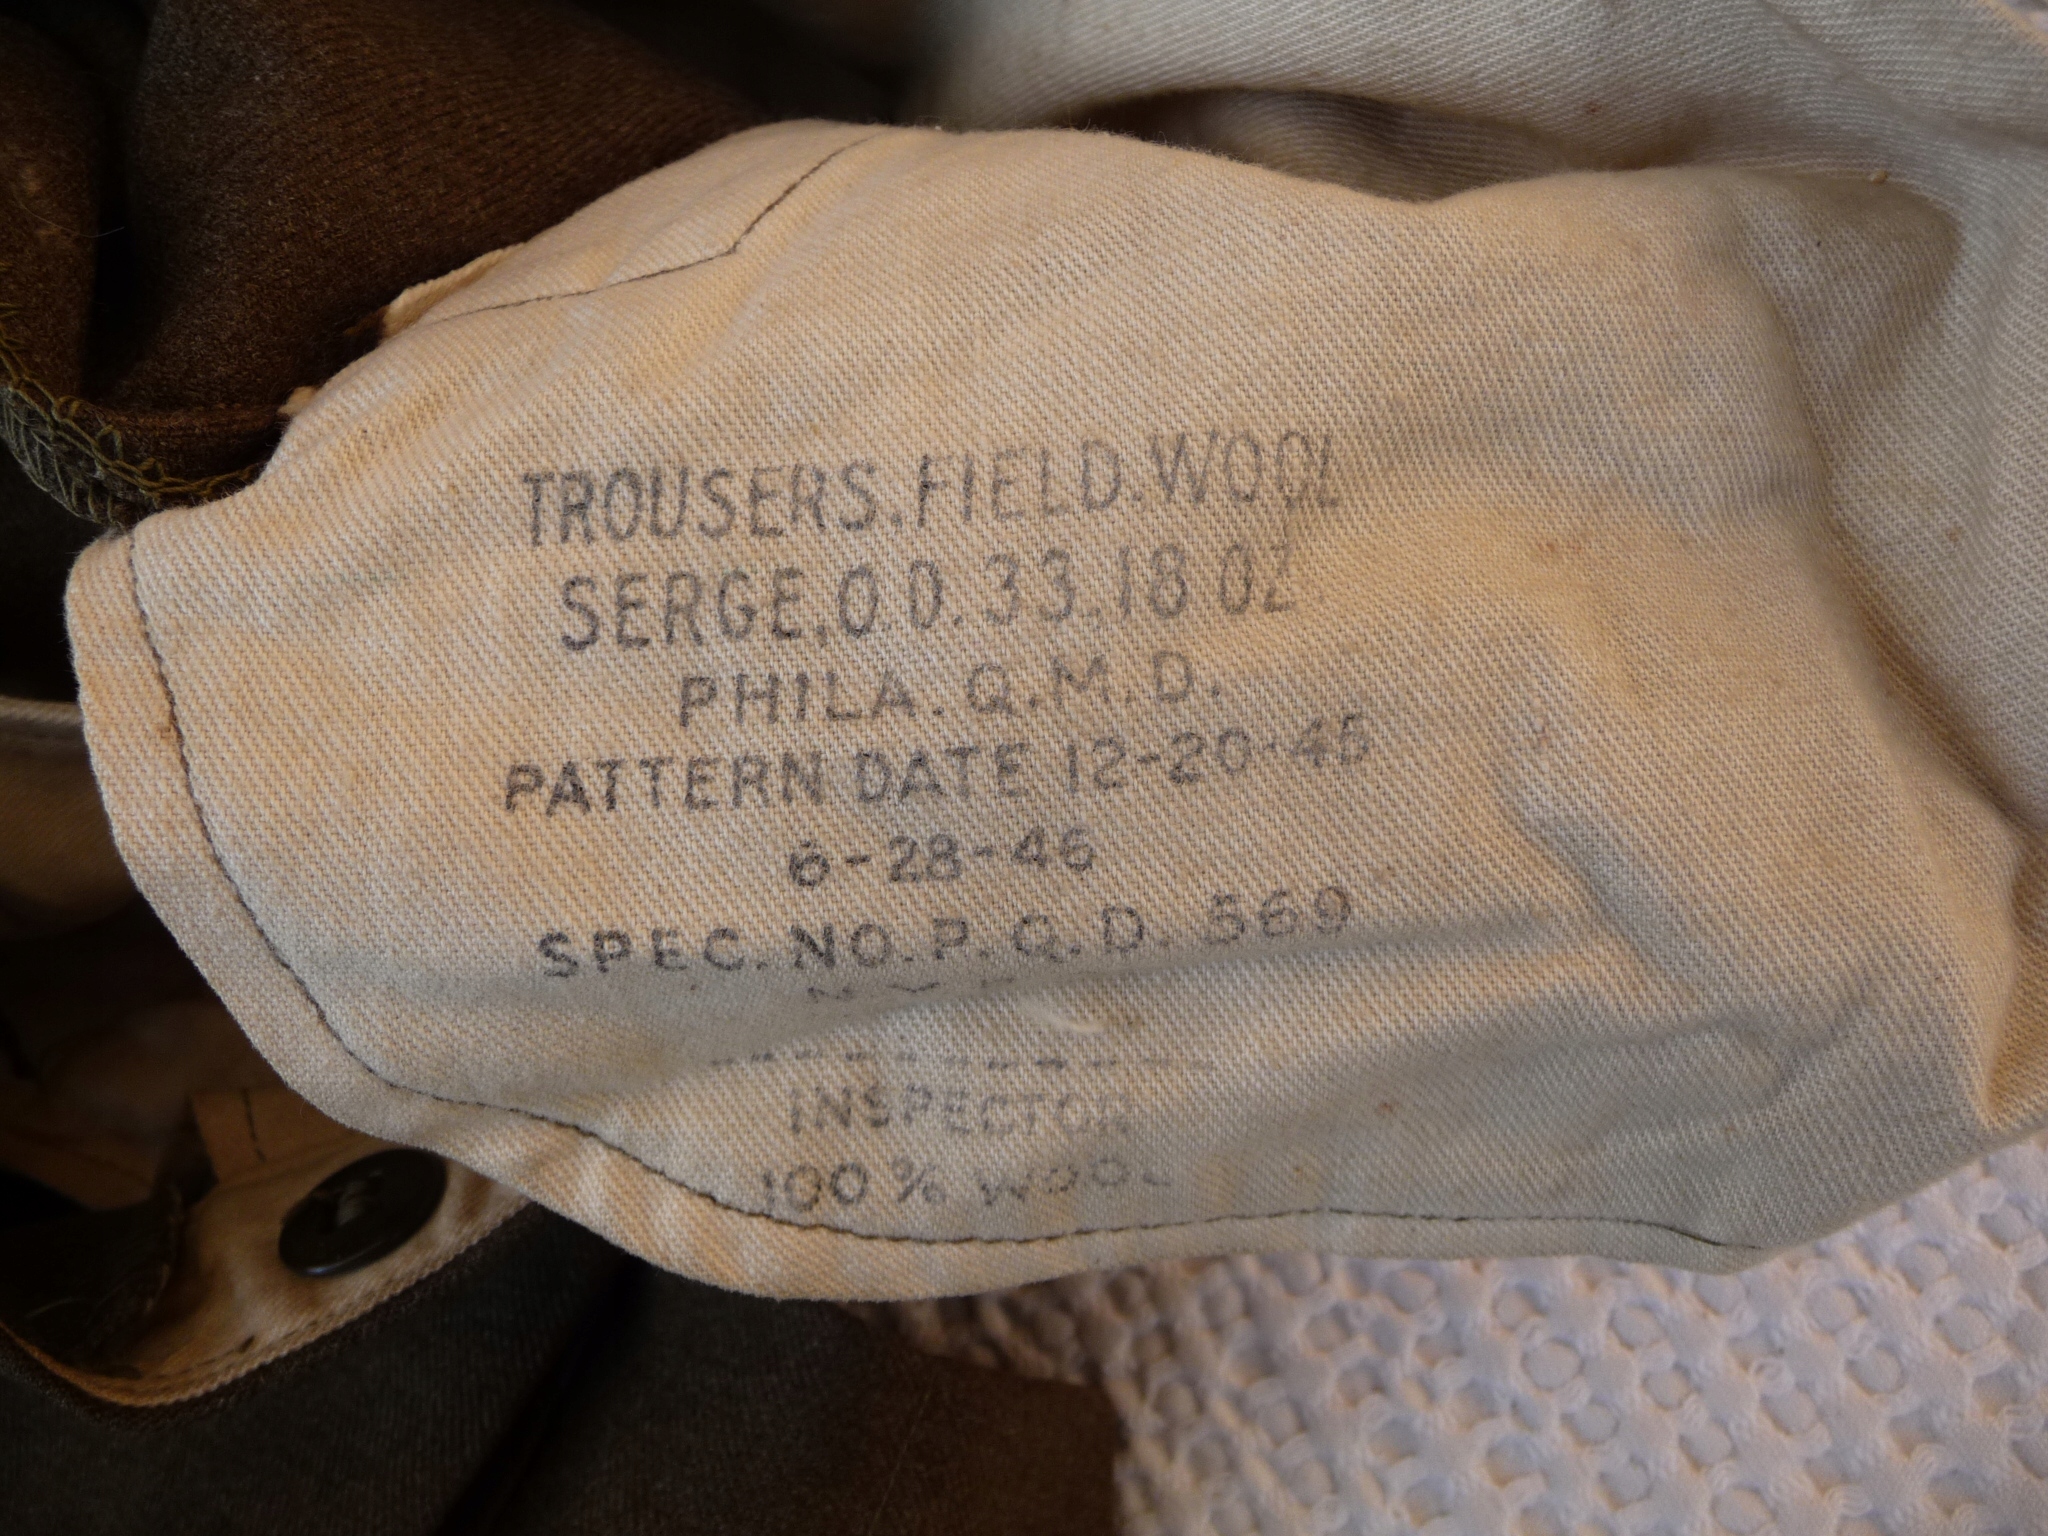 TROUSERS, FIELD, WOOL
SERGE, O.D. 33, 18 OZ
PHILA. Q.M.D.
PATTERN DATE 12-20-45
6-28-46
SPEC. NO. P.Q.D. 569
INSPECTOR
100% WOOL